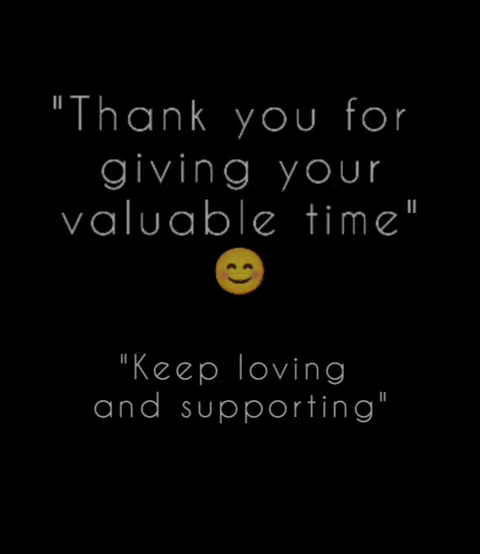 "Thank you for
giving your
valuable time"
😊
"Keep loving
and supporting"